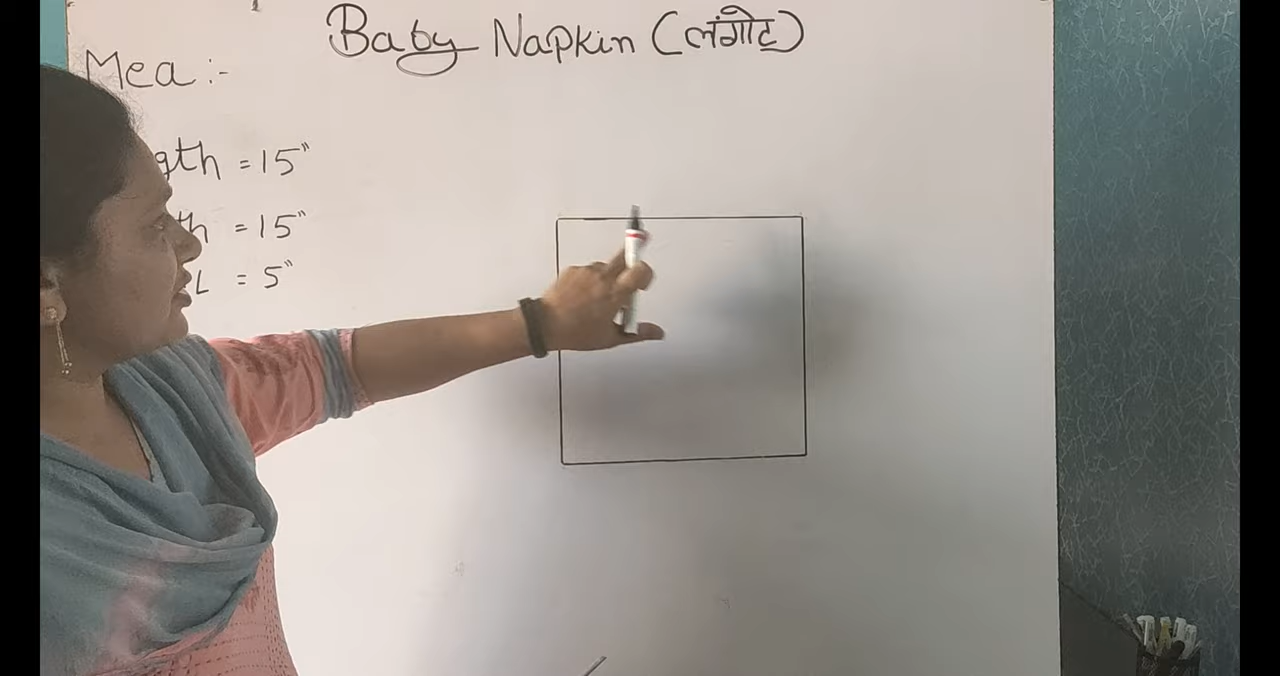 Baby Napkin (लंगोट)
Mea :-
gth = 15"
th = 15"
L = 5"